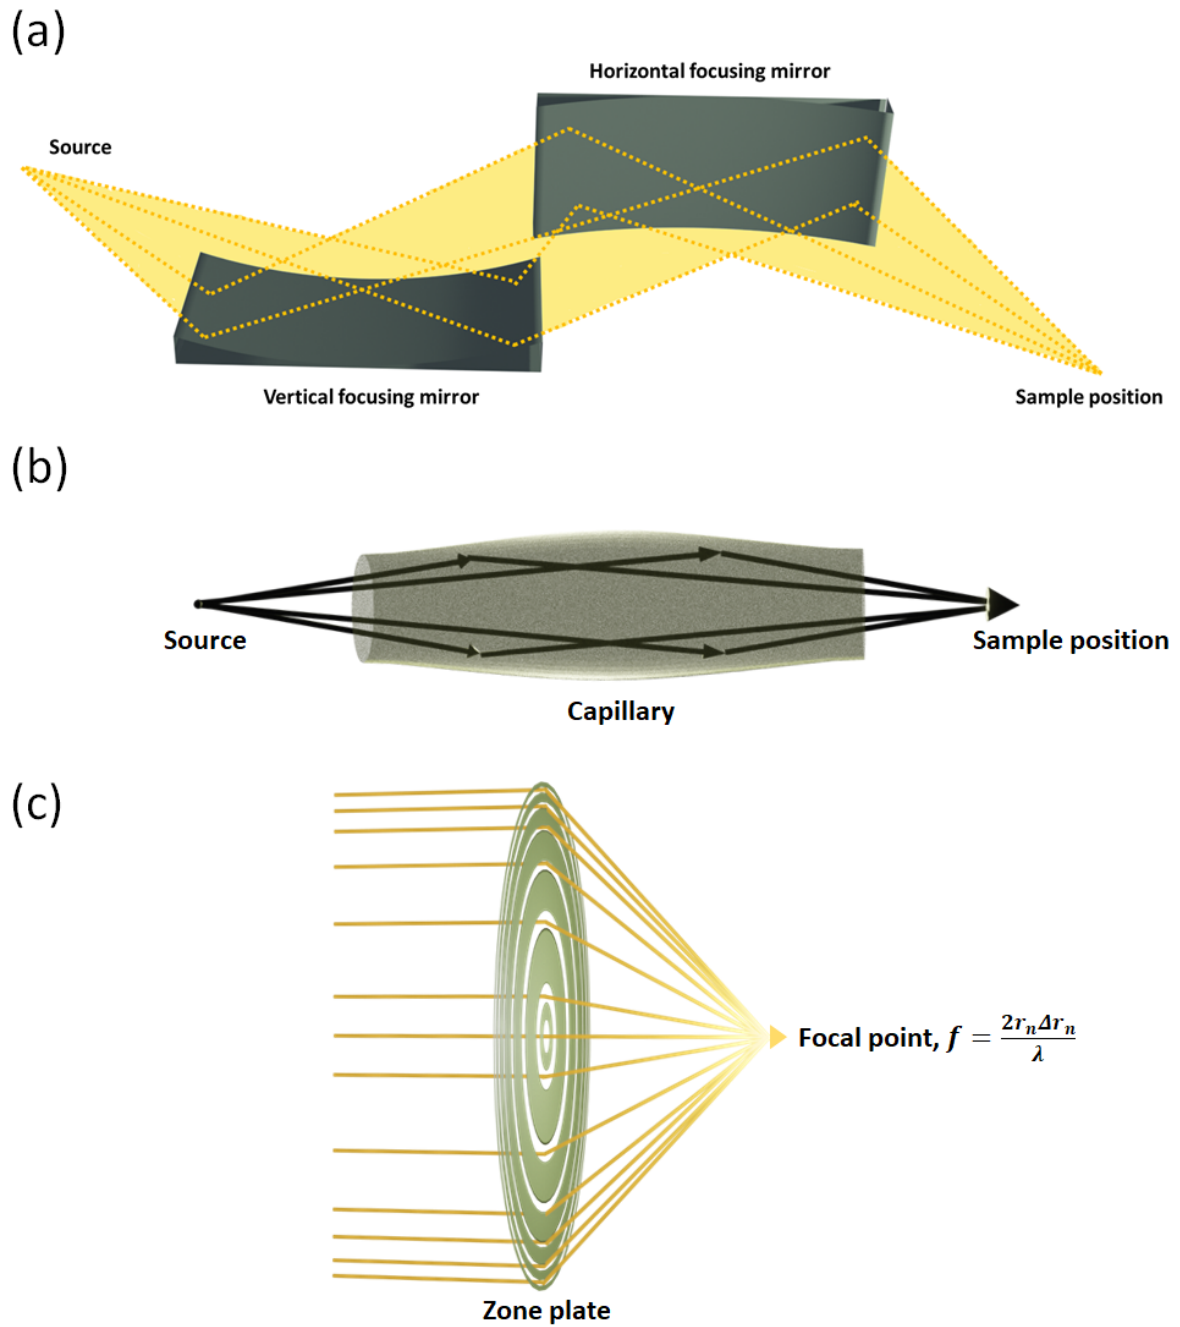 (a)
Horizontal focusing mirror
Source
Vertical focusing mirror
Sample position
(b)
Source
Sample position
Capillary
(c)
Focal point, f = 2rₙΔrₙ / λ
Zone plate